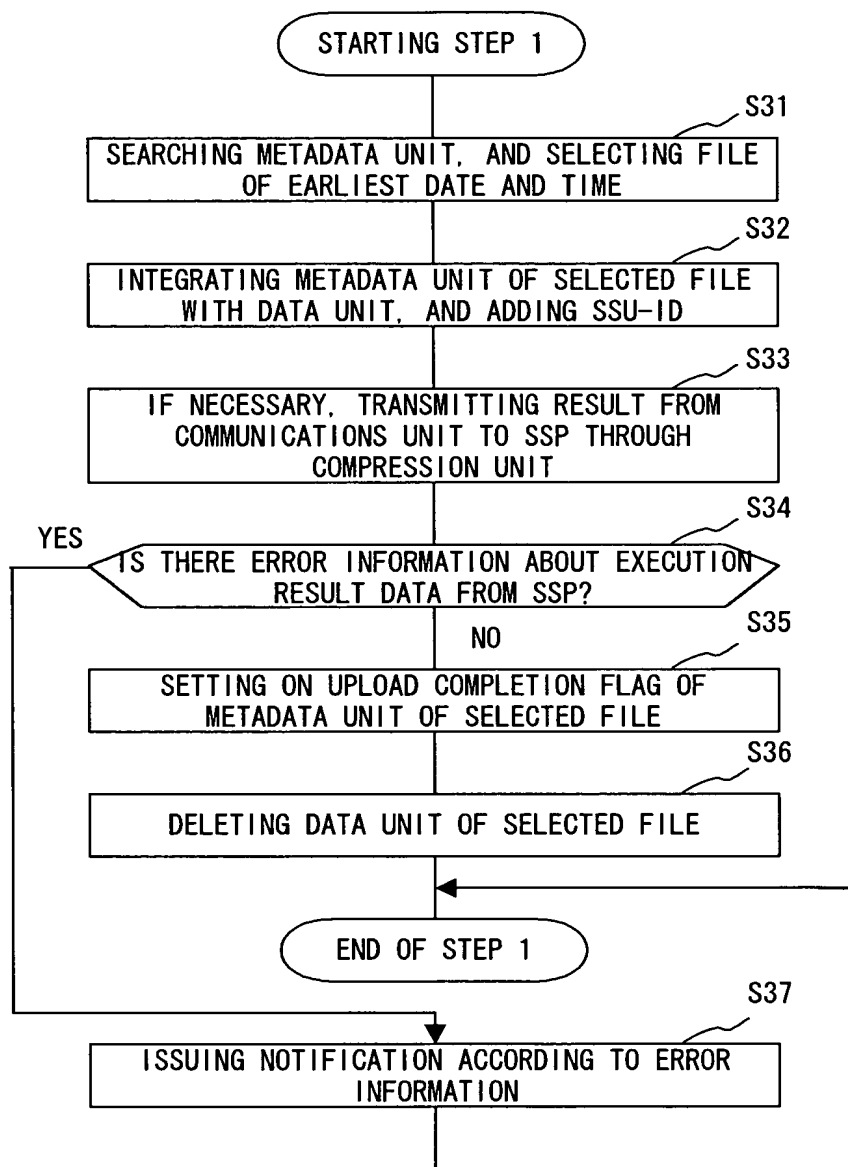 STARTING STEP 1
S31
SEARCHING METADATA UNIT, AND SELECTING FILE
OF EARLIEST DATE AND TIME
S32
INTEGRATING METADATA UNIT OF SELECTED FILE
WITH DATA UNIT, AND ADDING SSU-ID
S33
IF NECESSARY, TRANSMITTING RESULT FROM
COMMUNICATIONS UNIT TO SSP THROUGH
COMPRESSION UNIT
S34
YES
IS THERE ERROR INFORMATION ABOUT EXECUTION
RESULT DATA FROM SSP?
NO
S35
SETTING ON UPLOAD COMPLETION FLAG OF
METADATA UNIT OF SELECTED FILE
S36
DELETING DATA UNIT OF SELECTED FILE
END OF STEP 1
S37
ISSUING NOTIFICATION ACCORDING TO ERROR
INFORMATION